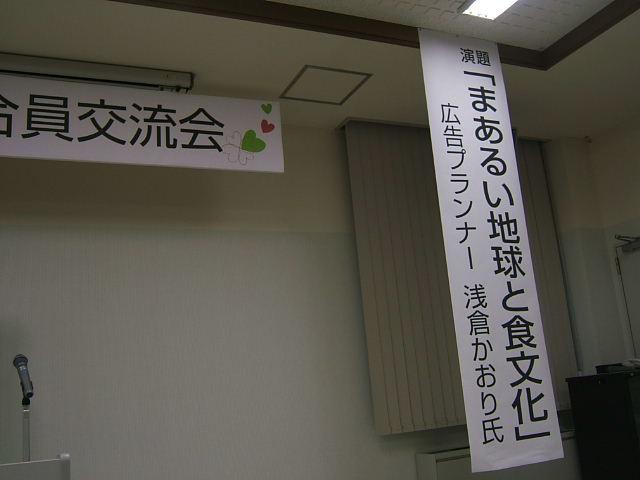 員交流会
演題「まあるい地球と食文化」
広告プランナー 浅倉かおり氏